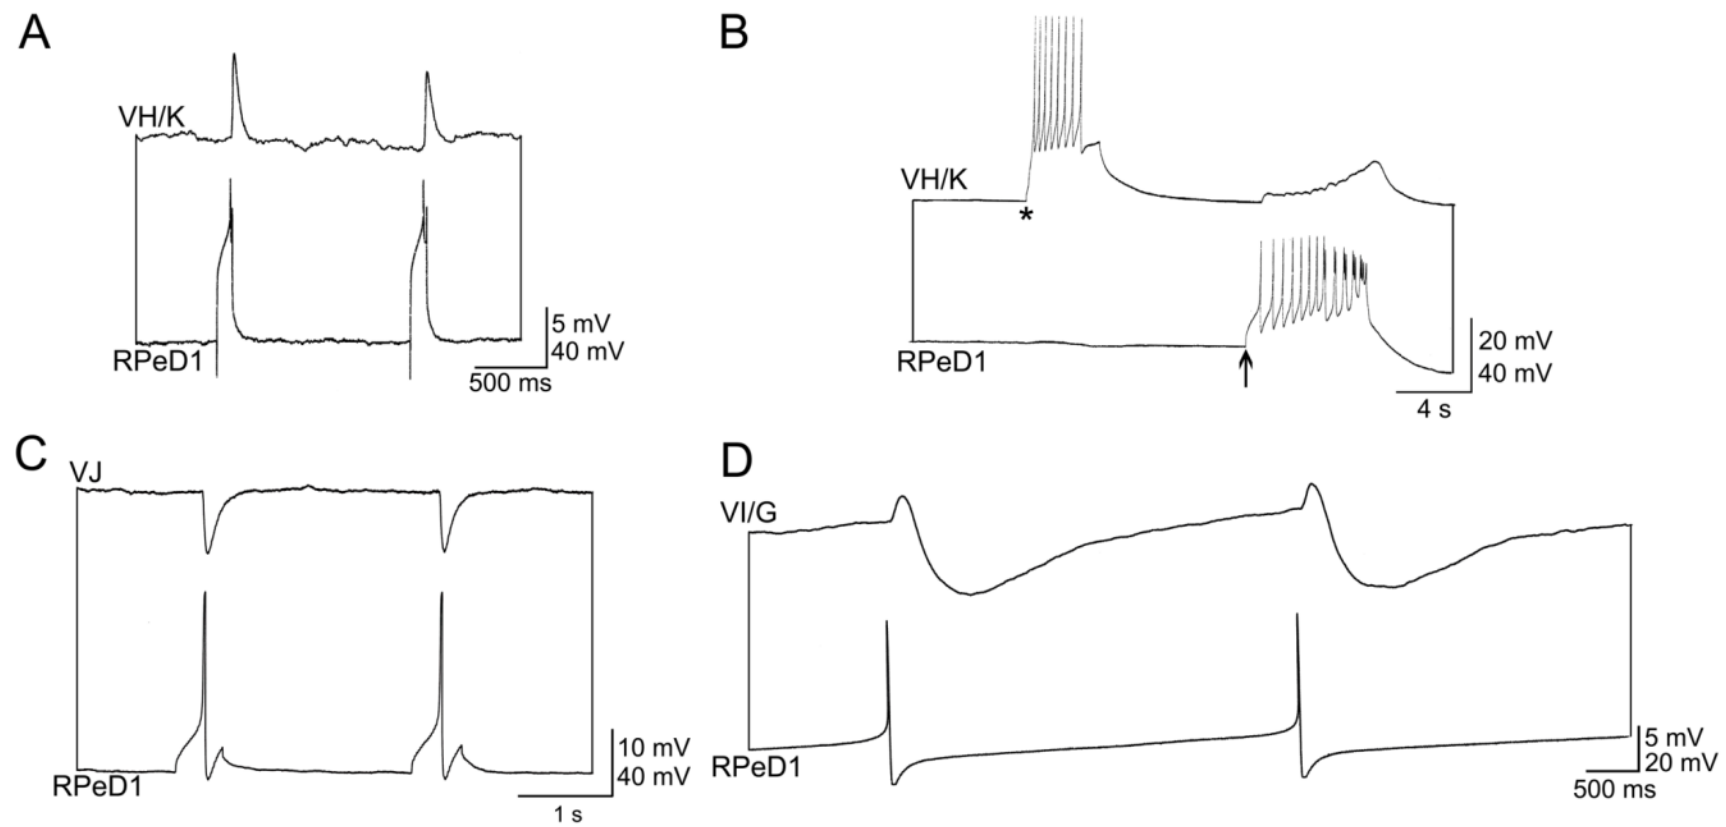 A
VH/K
RPeD1
5 mV
40 mV
500 ms
B
VH/K
*
RPeD1
20 mV
40 mV
4 s
C
VJ
RPeD1
10 mV
40 mV
1 s
D
VI/G
RPeD1
5 mV
20 mV
500 ms